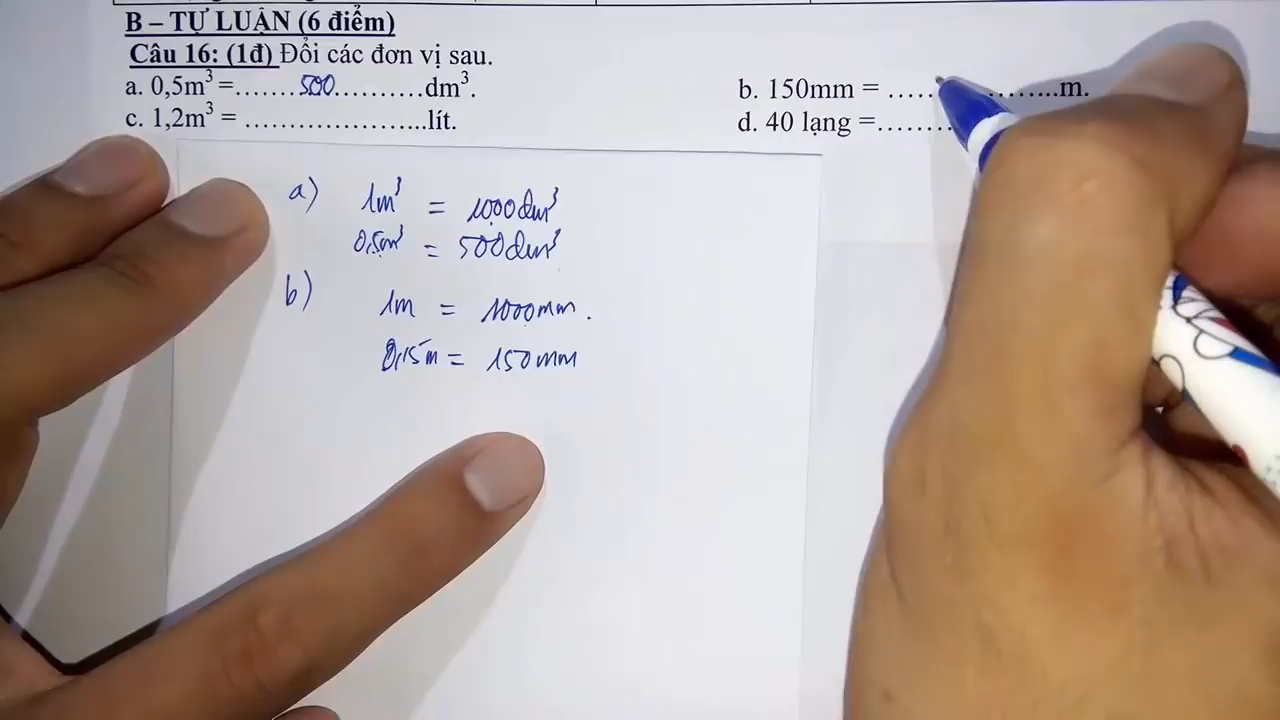 B – TỰ LUẬN (6 điểm)
Câu 16: (1đ) Đổi các đơn vị sau.
a. 0,5m³ =.......500..........dm³.
b. 150mm = ..... ........m.
c. 1,2m³ = .....................lít.
d. 40 lạng =........
a) 1m³ = 1000dm³
0,5m³ = 500dm³
b) 1m = 1000mm.
0,15m = 150mm